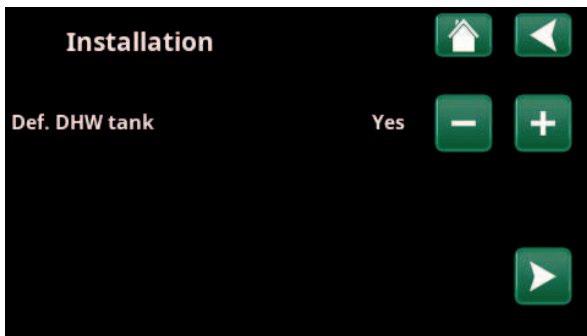 Installation
Def. DHW tank Yes